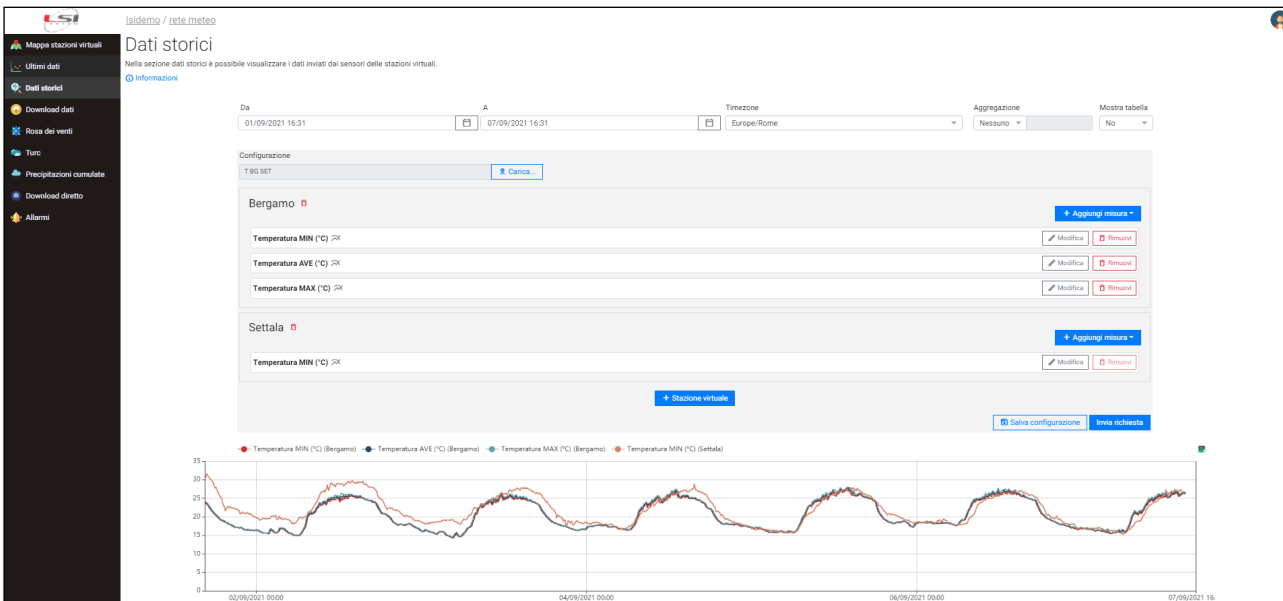 LSI
LASTEM
lsidemo / rete meteo
Mappa stazioni virtuali
Ultimi dati
Dati storici
Download dati
Rosa dei venti
Turc
Precipitazioni cumulate
Download diretto
Allarmi
Dati storici
Nella sezione dati storici è possibile visualizzare i dati inviati dai sensori delle stazioni virtuali.
Informazioni
Da A Timezone Aggregazione Mostra tabella
01/09/2021 16:31 07/09/2021 16:31 Europe/Rome Nessuno No
Configurazione
T BG SET Carica...
Bergamo
+ Aggiungi misura
Temperatura MIN (°C) Modifica Rimuovi
Temperatura AVE (°C) Modifica Rimuovi
Temperatura MAX (°C) Modifica Rimuovi
Settala
+ Aggiungi misura
Temperatura MIN (°C) Modifica Rimuovi
+ Stazione virtuale
Salva configurazione Invia richiesta
Temperatura MIN (°C) (Bergamo) Temperatura AVE (°C) (Bergamo) Temperatura MAX (°C) (Bergamo) Temperatura MIN (°C) (Settala)
35
30
25
20
15
10
5
0
02/09/2021 00:00 04/09/2021 00:00 06/09/2021 00:00 07/09/2021 16: